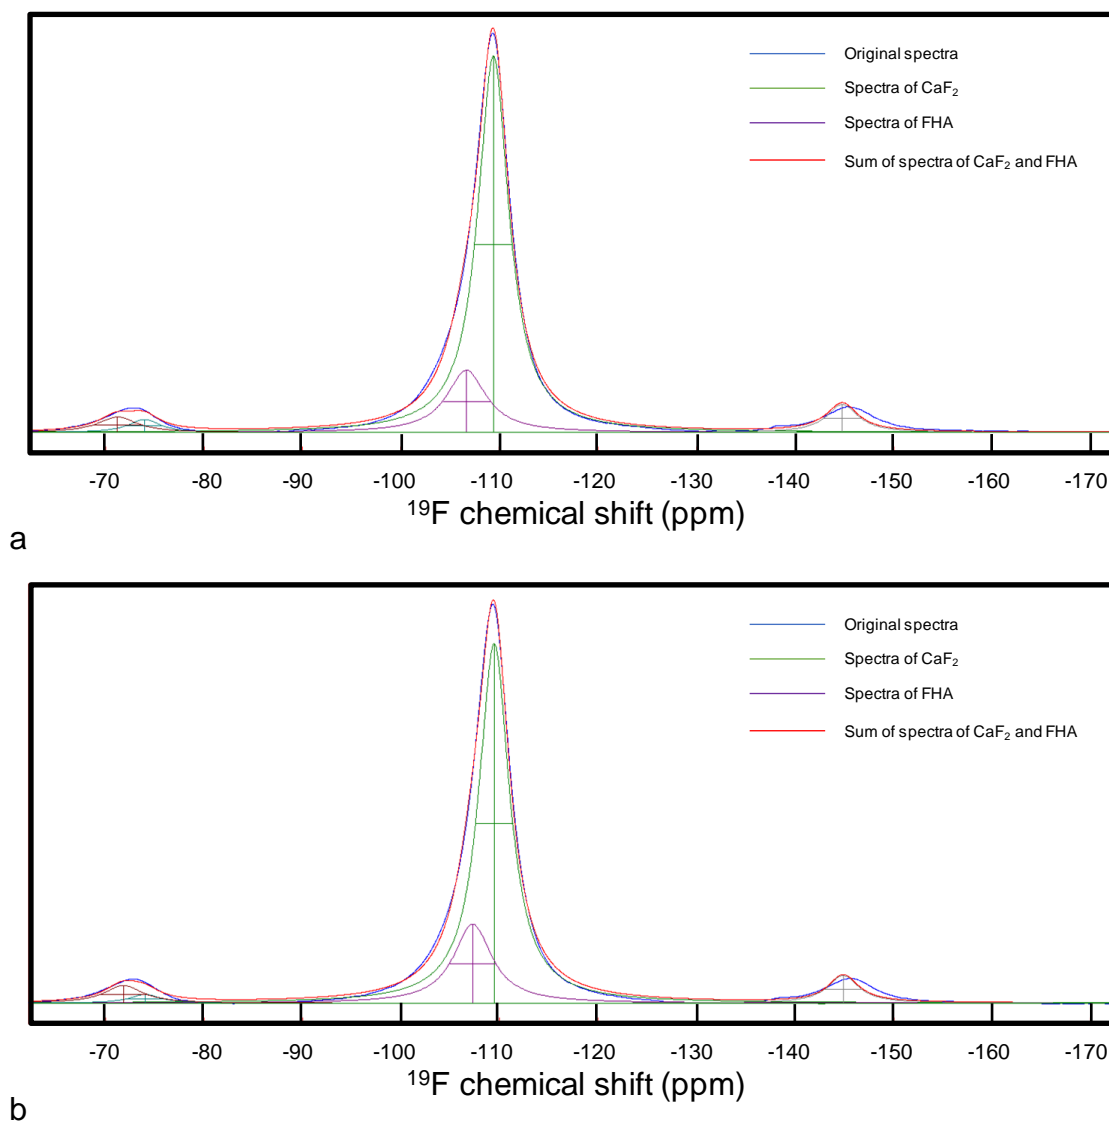 Original spectra
Spectra of CaF₂
Spectra of FHA
Sum of spectra of CaF₂ and FHA
-70 -80 -90 -100 -110 -120 -130 -140 -150 -160 -170
¹⁹F chemical shift (ppm)
a
Original spectra
Spectra of CaF₂
Spectra of FHA
Sum of spectra of CaF₂ and FHA
-70 -80 -90 -100 -110 -120 -130 -140 -150 -160 -170
¹⁹F chemical shift (ppm)
b